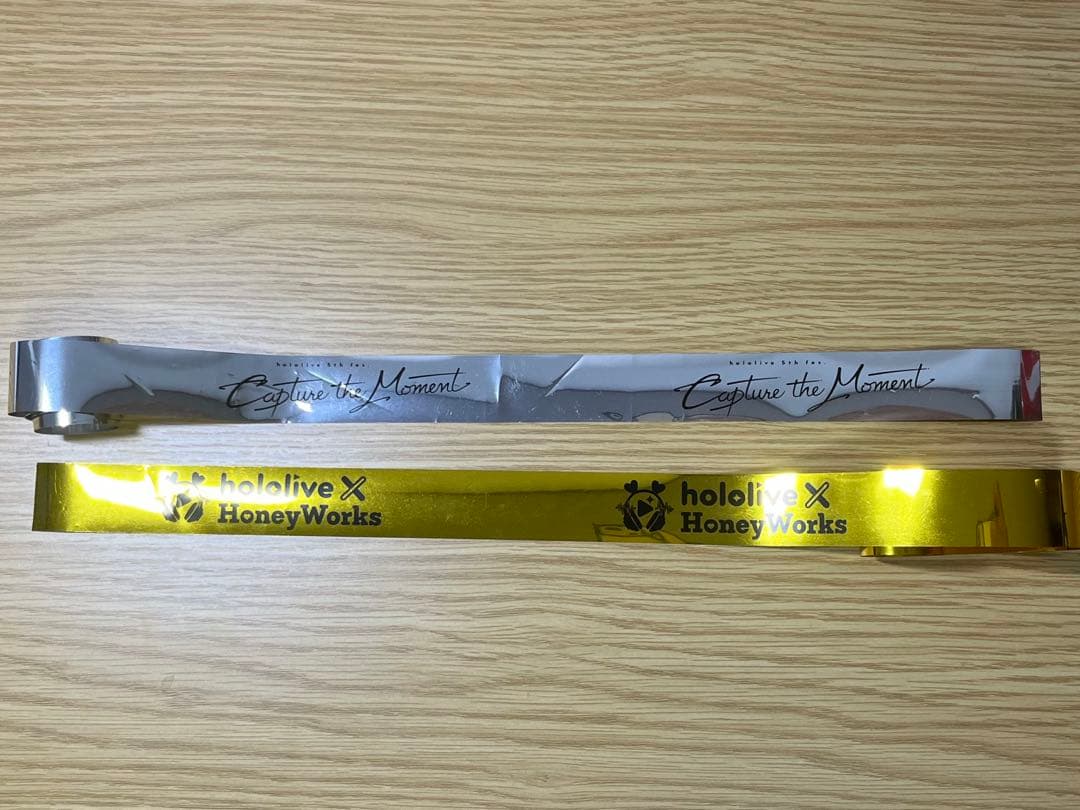 hololive 5th fes.
Capture the Moment
hololive 5th fes.
Capture the Moment
hololive X
HoneyWorks
hololive X
HoneyWorks